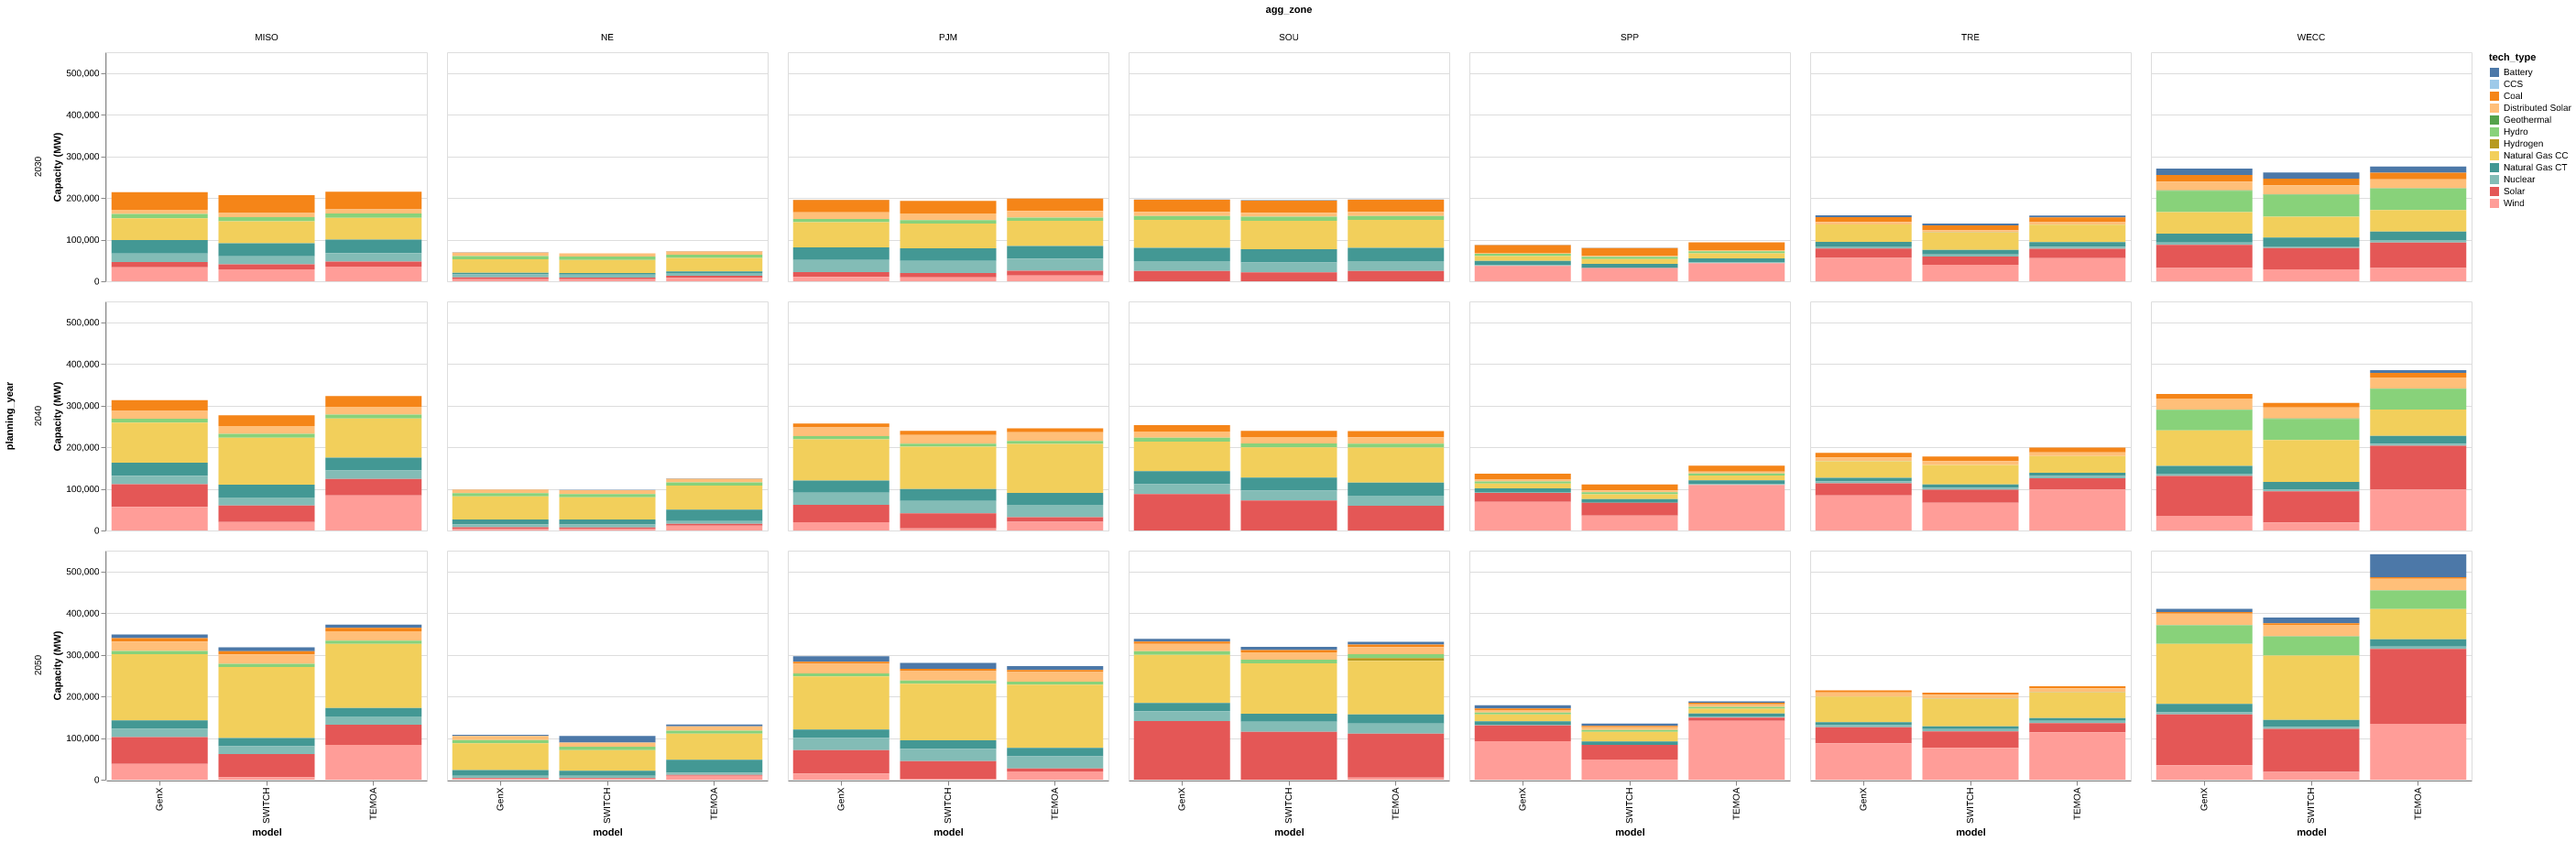 agg_zone
MISO NE PJM SOU SPP TRE WECC
planning_year
2030
Capacity (MW)
500,000
400,000
300,000
200,000
100,000
0
2040
Capacity (MW)
500,000
400,000
300,000
200,000
100,000
0
2050
Capacity (MW)
500,000
400,000
300,000
200,000
100,000
0
GenX SWITCH TEMOA GenX SWITCH TEMOA GenX SWITCH TEMOA GenX SWITCH TEMOA GenX SWITCH TEMOA GenX SWITCH TEMOA GenX SWITCH TEMOA
model model model model model model model
tech_type
Battery
CCS
Coal
Distributed Solar
Geothermal
Hydro
Hydrogen
Natural Gas CC
Natural Gas CT
Nuclear
Solar
Wind